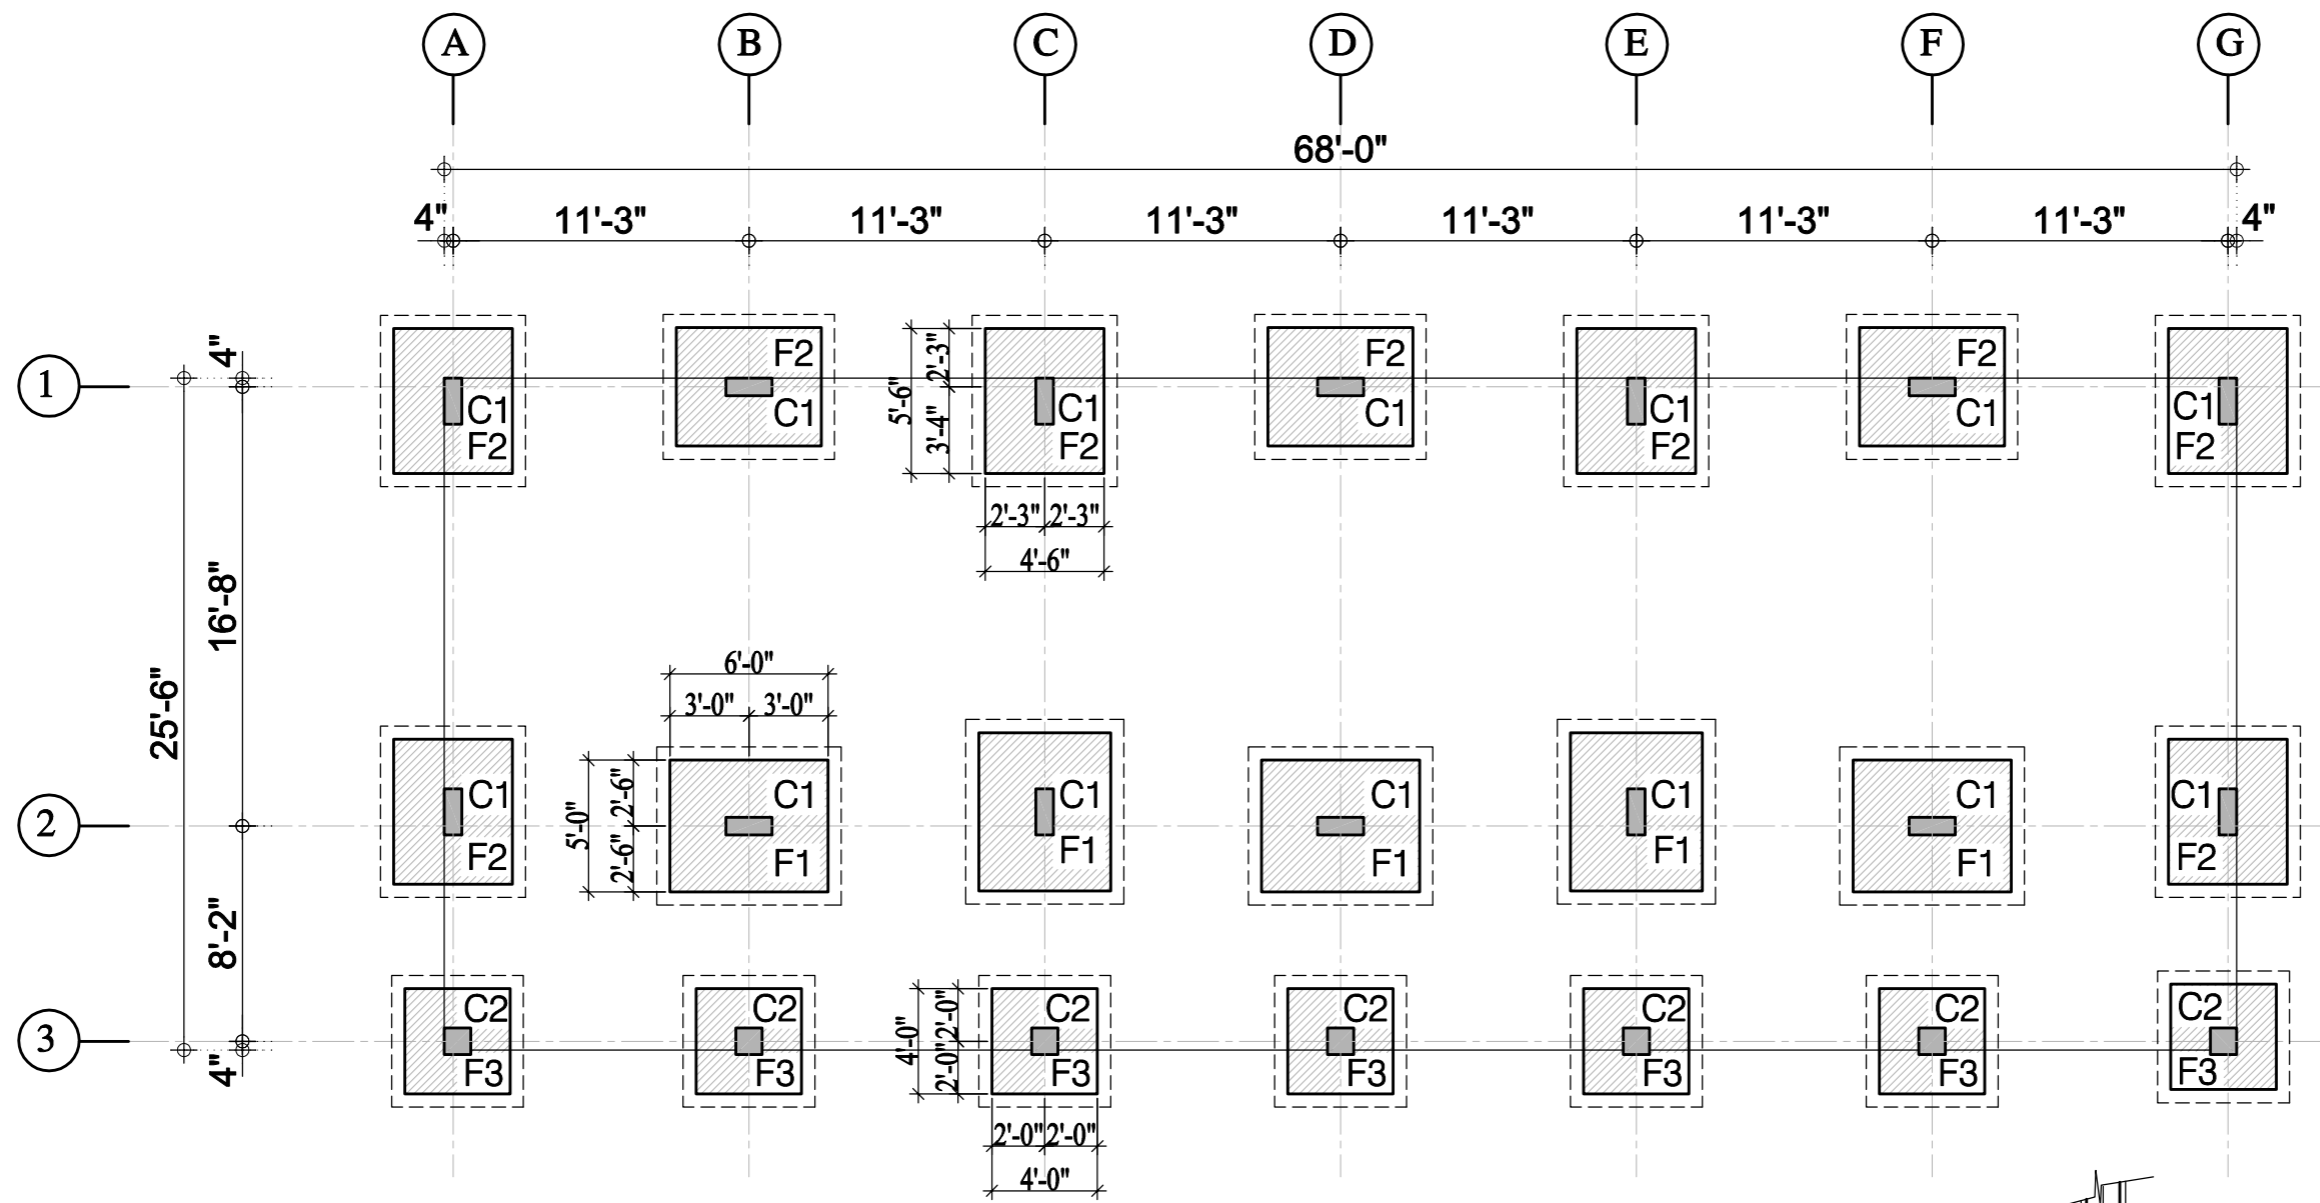 A B C D E F G
68'-0"
4" 11'-3" 11'-3" 11'-3" 11'-3" 11'-3" 11'-3" 4"
4"
1
F2 F2 F2
C1 C1 C1 C1 C1 C1 C1
F2 F2 F2 F2
5'-6" 2'-3"
3'-4"
2'-3" 2'-3"
4'-6"
16'-8"
25'-6"
6'-0"
3'-0" 3'-0"
5'-0" 2'-6"
2'-6"
2
C1 C1 C1 C1 C1 C1 C1
F2 F1 F1 F1 F1 F1 F2
8'-2"
3
4"
C2 C2 C2 C2 C2 C2 C2
F3 F3 F3 F3 F3 F3 F3
4'-0" 2'-0"
2'-0"
2'-0" 2'-0"
4'-0"